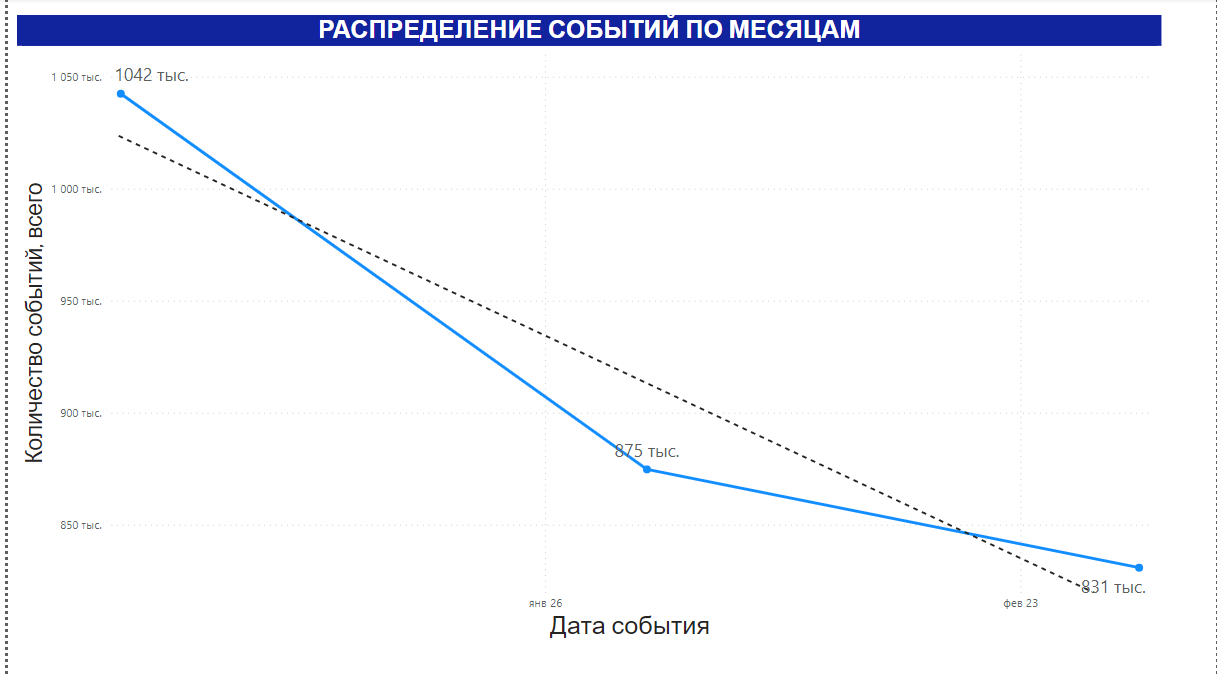 РАСПРЕДЕЛЕНИЕ СОБЫТИЙ ПО МЕСЯЦАМ
1 050 тыс.
1042 тыс.
1 000 тыс.
950 тыс.
900 тыс.
850 тыс.
Количество событий, всего
875 тыс.
831 тыс.
янв 26
фев 23
Дата события